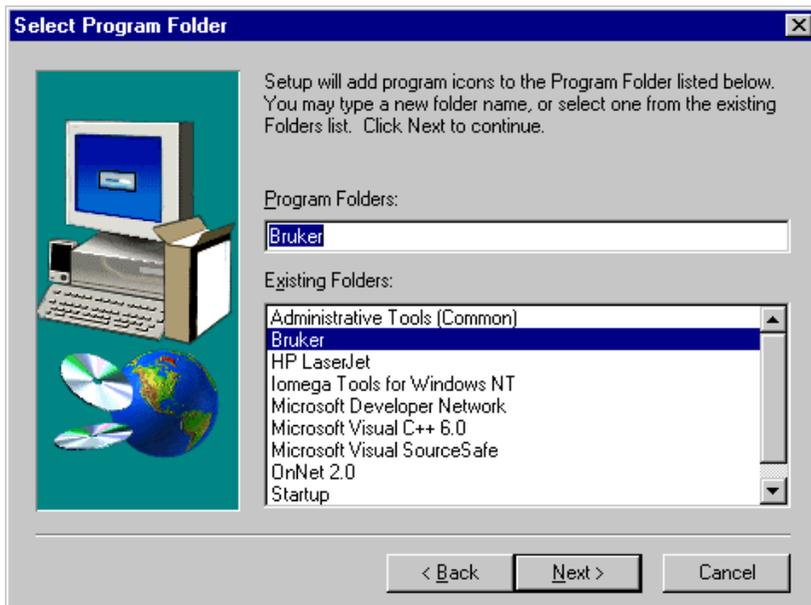 Select Program Folder
Setup will add program icons to the Program Folder listed below.
You may type a new folder name, or select one from the existing
Folders list.  Click Next to continue.
Program Folders:
Bruker
Existing Folders:
Administrative Tools (Common)
Bruker
HP LaserJet
Iomega Tools for Windows NT
Microsoft Developer Network
Microsoft Visual C++ 6.0
Microsoft Visual SourceSafe
OnNet 2.0
Startup
< Back
Next >
Cancel